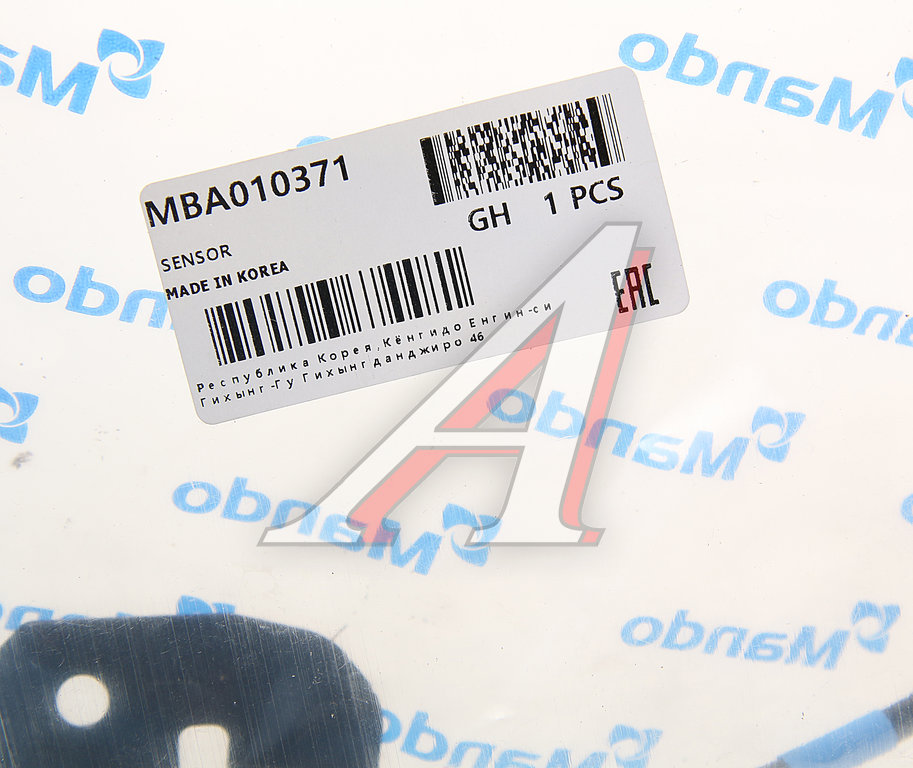 Mando
Mando
MBA010371
GH 1 PCS
SENSOR
MADE IN KOREA
EAC
Республика Корея,Кёнгидо Енгин-си
Гихынг-Гу Гихынгданджиро 46
Mando
Mando
Mando
Mando
Mando
Mando
A